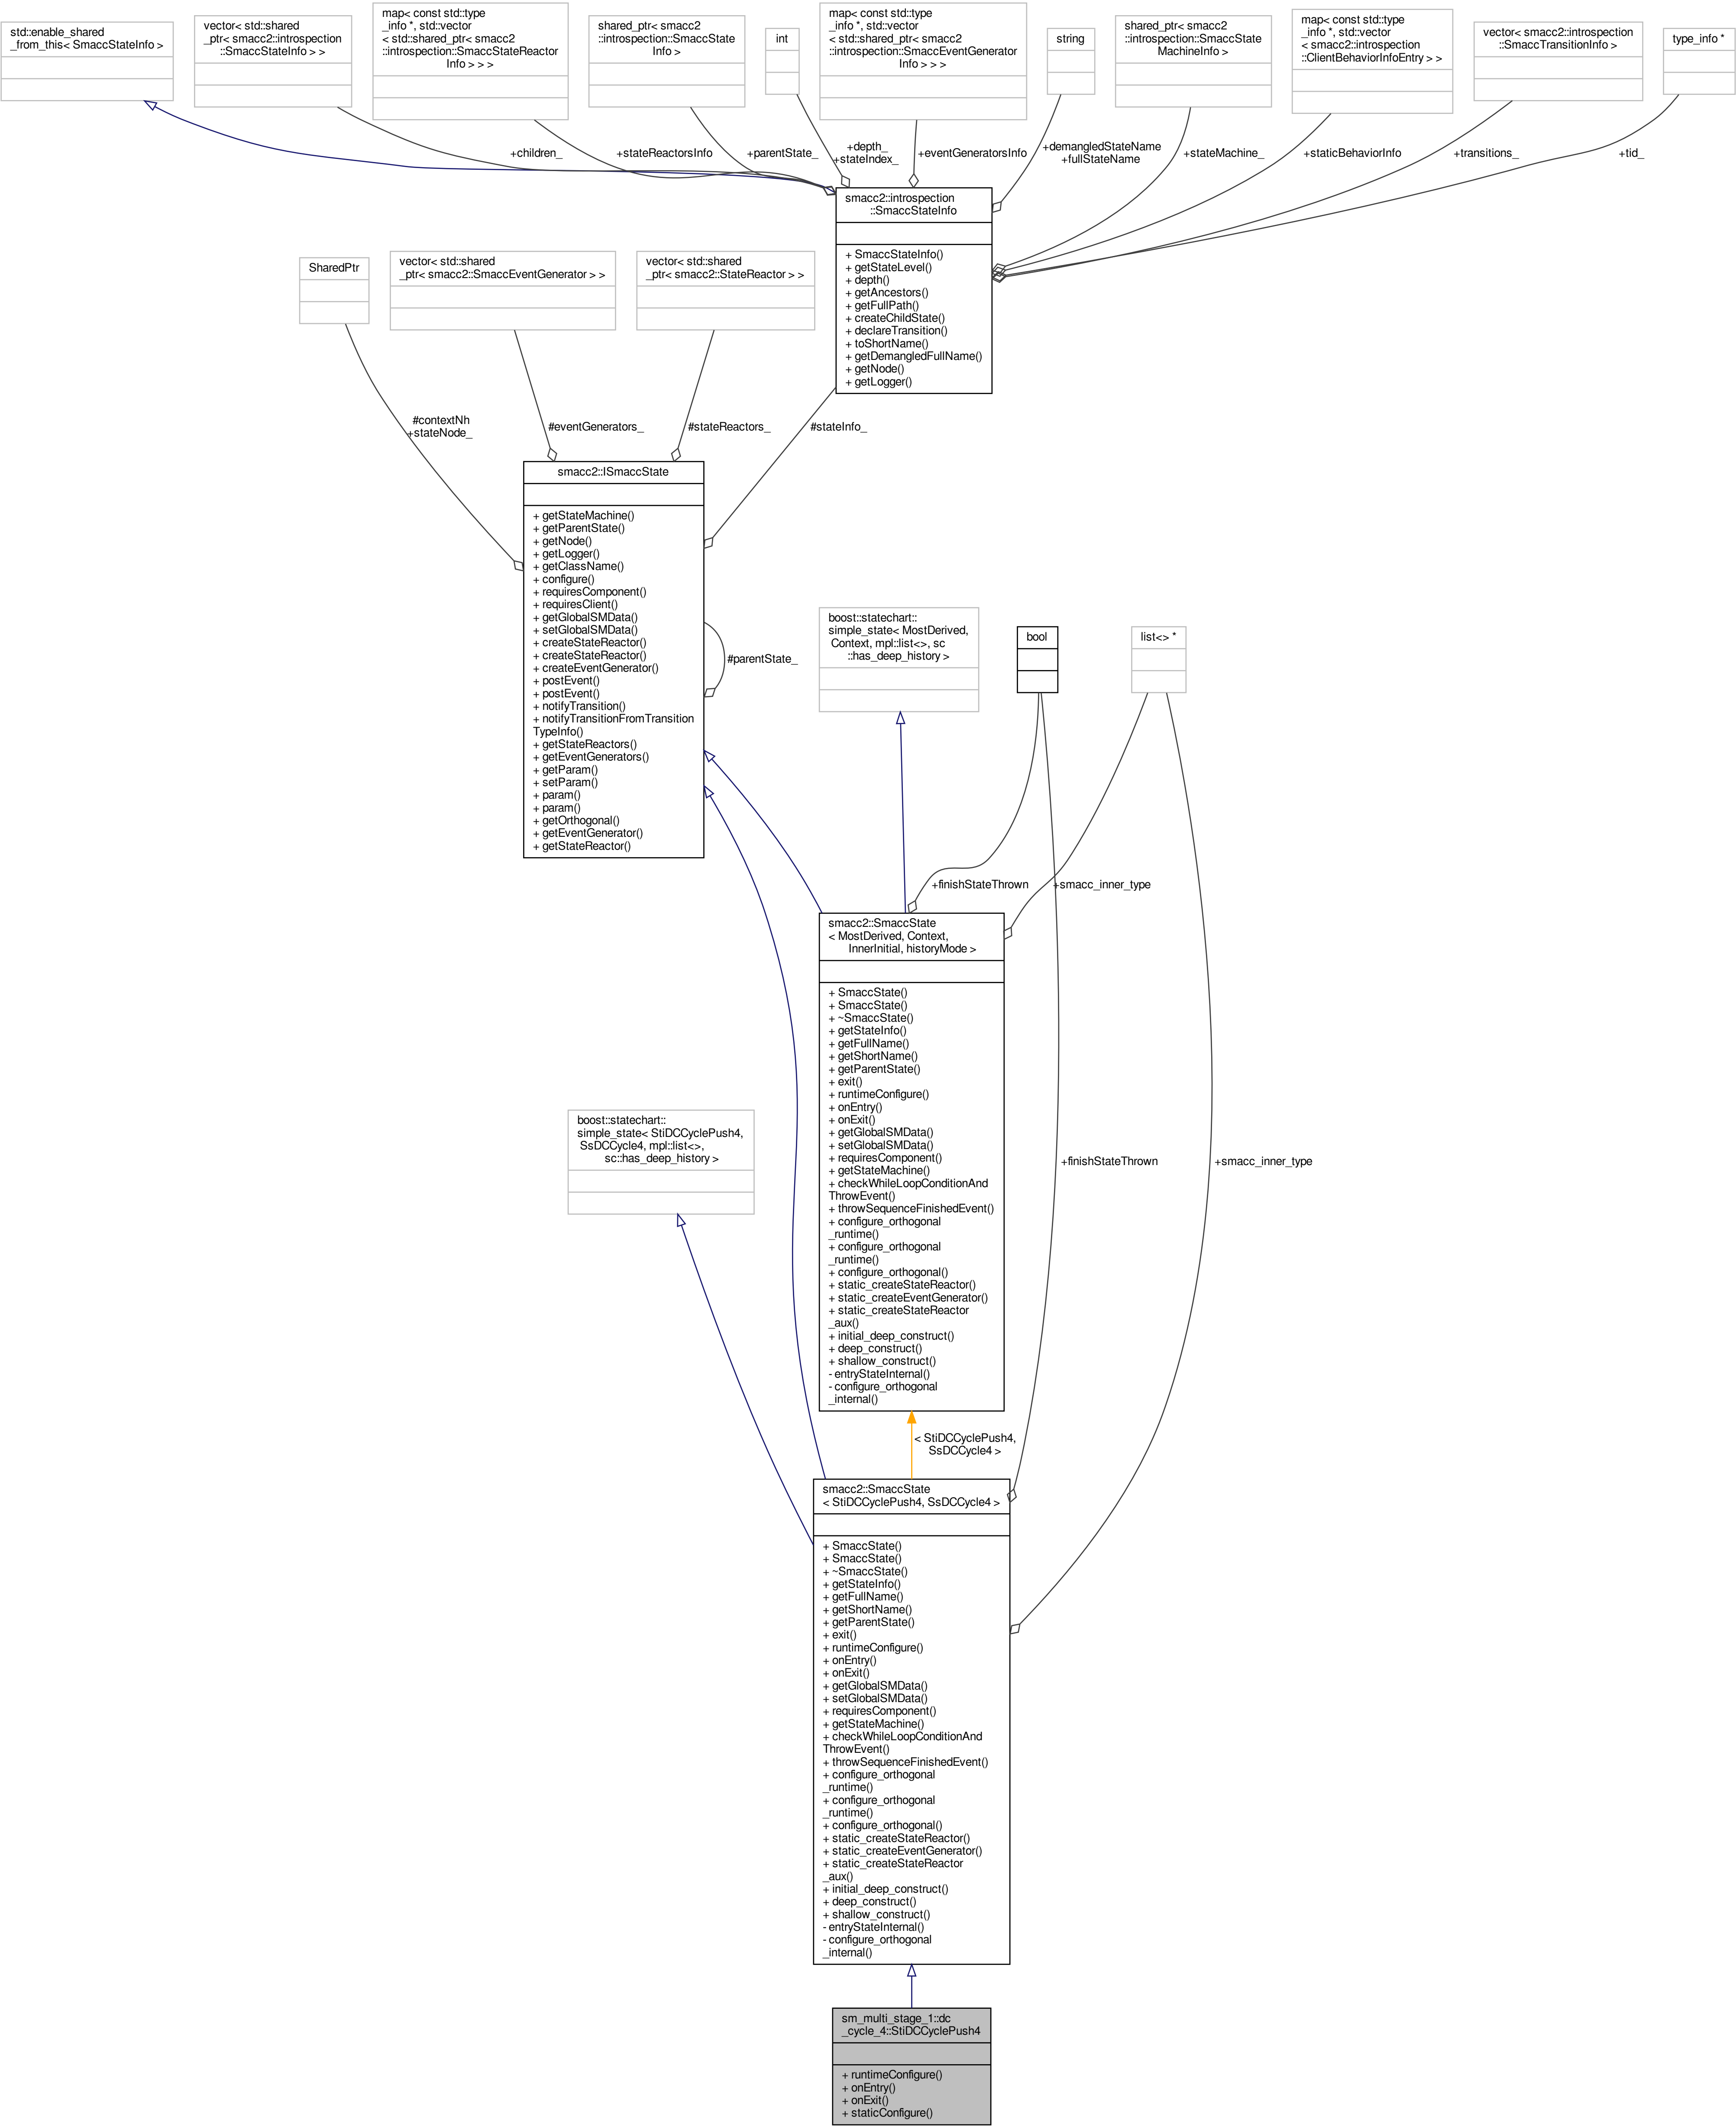 std::enable_shared
_from_this< SmaccStateInfo >
vector< std::shared
_ptr< smacc2::introspection
::SmaccStateInfo > >
map< const std::type
_info *, std::vector
< std::shared_ptr< smacc2
::introspection::SmaccStateReactor
Info > > >
shared_ptr< smacc2
::introspection::SmaccState
Info >
int
map< const std::type
_info *, std::vector
< std::shared_ptr< smacc2
::introspection::SmaccEventGenerator
Info > > >
string
shared_ptr< smacc2
::introspection::SmaccState
MachineInfo >
map< const std::type
_info *, std::vector
< smacc2::introspection
::ClientBehaviorInfoEntry > >
vector< smacc2::introspection
::SmaccTransitionInfo >
type_info *
+children_
+stateReactorsInfo
+parentState_
+depth_
+stateIndex_
+eventGeneratorsInfo
+demangledStateName
+fullStateName
+stateMachine_
+staticBehaviorInfo
+transitions_
+tid_
smacc2::introspection
::SmaccStateInfo
+ SmaccStateInfo()
+ getStateLevel()
+ depth()
+ getAncestors()
+ getFullPath()
+ createChildState()
+ declareTransition()
+ toShortName()
+ getDemangledFullName()
+ getNode()
+ getLogger()
SharedPtr
vector< std::shared
_ptr< smacc2::SmaccEventGenerator > >
vector< std::shared
_ptr< smacc2::StateReactor > >
#contextNh
+stateNode_
#eventGenerators_
#stateReactors_
#stateInfo_
smacc2::ISmaccState
+ getStateMachine()
+ getParentState()
+ getNode()
+ getLogger()
+ getClassName()
+ configure()
+ requiresComponent()
+ requiresClient()
+ getGlobalSMData()
+ setGlobalSMData()
+ createStateReactor()
+ createStateReactor()
+ createEventGenerator()
+ postEvent()
+ postEvent()
+ notifyTransition()
+ notifyTransitionFromTransition
TypeInfo()
+ getStateReactors()
+ getEventGenerators()
+ getParam()
+ setParam()
+ param()
+ param()
+ getOrthogonal()
+ getEventGenerator()
+ getStateReactor()
#parentState_
boost::statechart::
simple_state< MostDerived,
Context, mpl::list<>, sc
::has_deep_history >
bool
list<> *
+finishStateThrown
+smacc_inner_type
smacc2::SmaccState
< MostDerived, Context,
InnerInitial, historyMode >
+ SmaccState()
+ SmaccState()
+ ~SmaccState()
+ getStateInfo()
+ getFullName()
+ getShortName()
+ getParentState()
+ exit()
+ runtimeConfigure()
+ onEntry()
+ onExit()
+ getGlobalSMData()
+ setGlobalSMData()
+ requiresComponent()
+ getStateMachine()
+ checkWhileLoopConditionAnd
ThrowEvent()
+ throwSequenceFinishedEvent()
+ configure_orthogonal
_runtime()
+ configure_orthogonal
_runtime()
+ configure_orthogonal()
+ static_createStateReactor()
+ static_createEventGenerator()
+ static_createStateReactor
_aux()
+ initial_deep_construct()
+ deep_construct()
+ shallow_construct()
- entryStateInternal()
- configure_orthogonal
_internal()
boost::statechart::
simple_state< StiDCCyclePush4,
SsDCCycle4, mpl::list<>,
sc::has_deep_history >
+finishStateThrown
+smacc_inner_type
< StiDCCyclePush4,
SsDCCycle4 >
smacc2::SmaccState
< StiDCCyclePush4, SsDCCycle4 >
+ SmaccState()
+ SmaccState()
+ ~SmaccState()
+ getStateInfo()
+ getFullName()
+ getShortName()
+ getParentState()
+ exit()
+ runtimeConfigure()
+ onEntry()
+ onExit()
+ getGlobalSMData()
+ setGlobalSMData()
+ requiresComponent()
+ getStateMachine()
+ checkWhileLoopConditionAnd
ThrowEvent()
+ throwSequenceFinishedEvent()
+ configure_orthogonal
_runtime()
+ configure_orthogonal
_runtime()
+ configure_orthogonal()
+ static_createStateReactor()
+ static_createEventGenerator()
+ static_createStateReactor
_aux()
+ initial_deep_construct()
+ deep_construct()
+ shallow_construct()
- entryStateInternal()
- configure_orthogonal
_internal()
sm_multi_stage_1::dc
_cycle_4::StiDCCyclePush4
+ runtimeConfigure()
+ onEntry()
+ onExit()
+ staticConfigure()